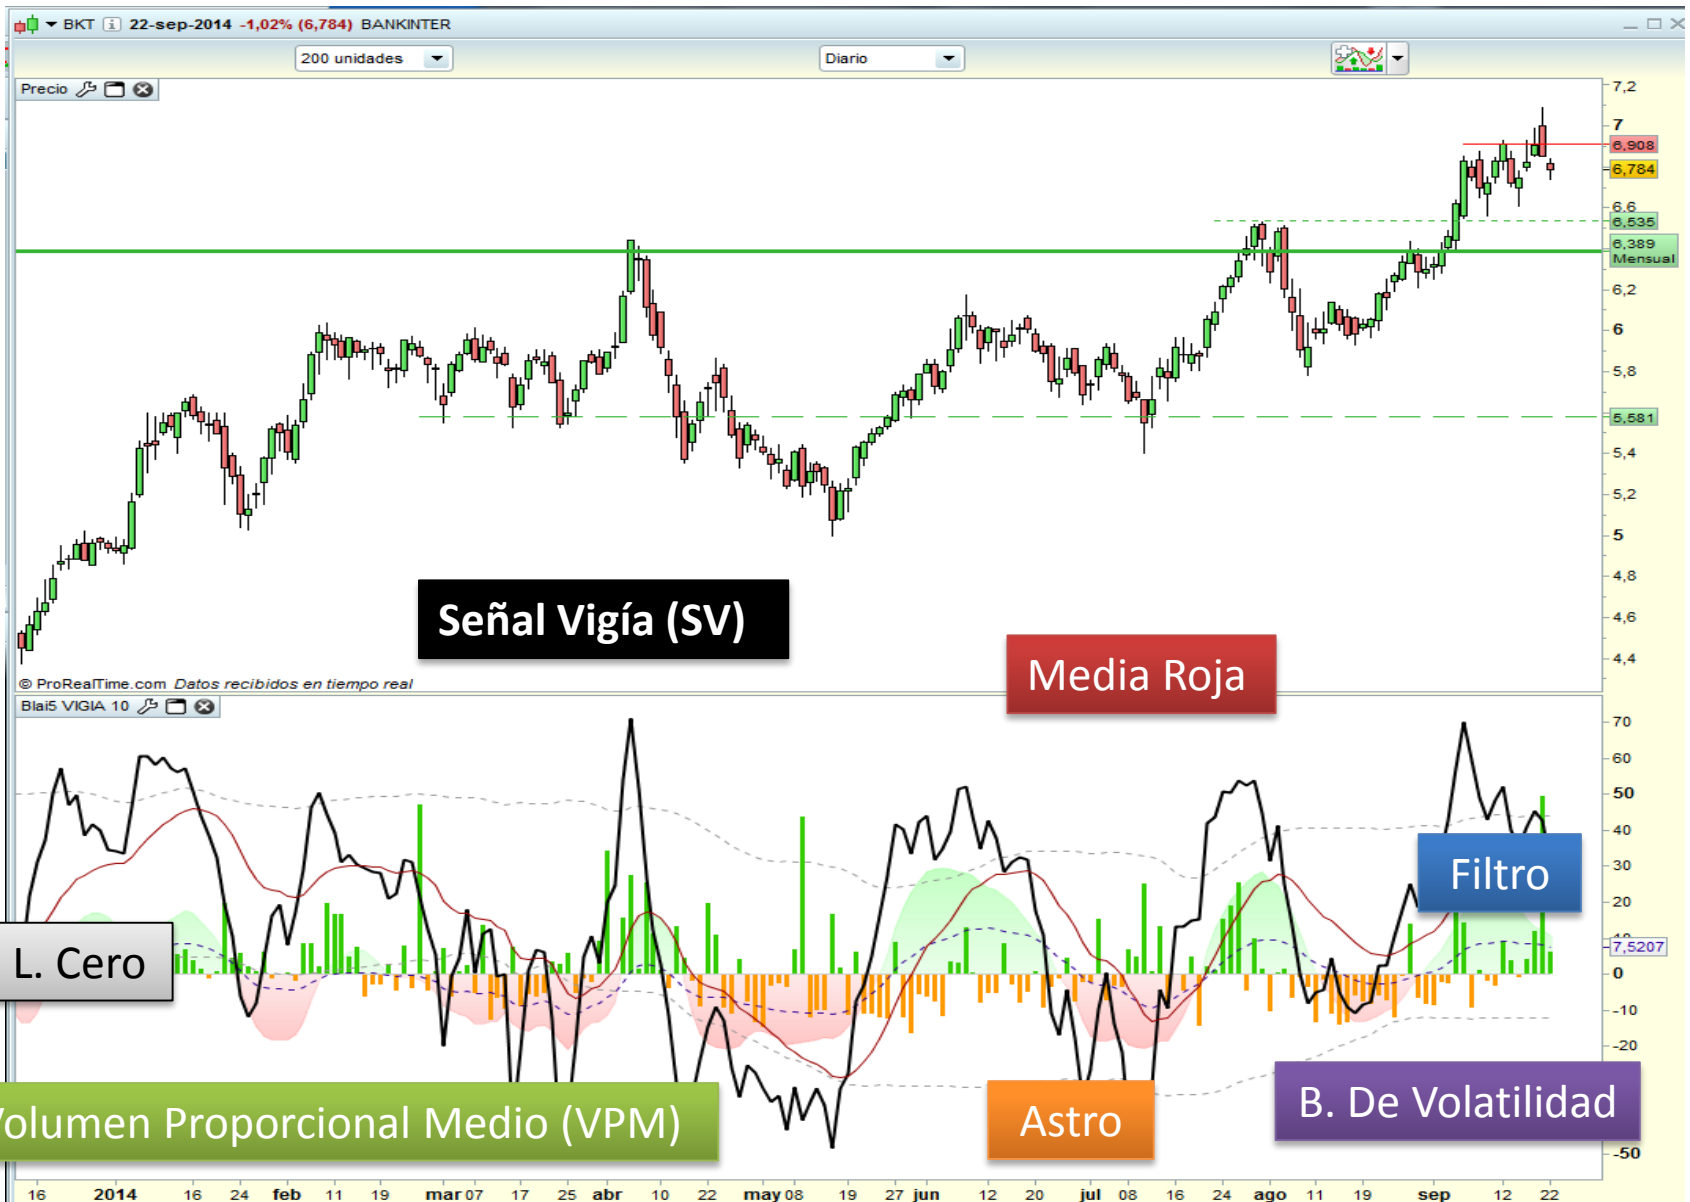 BKT 22-sep-2014 -1,02% (6,784) BANKINTER
200 unidades Diario
Precio
7,2
7
6,908
6,784
6,6
6,535
6,389
Mensual
6,2
6
5,8
5,581
5,4
5,2
5
4,8
4,6
4,4
Señal Vigía (SV)
Media Roja
© ProRealTime.com Datos recibidos en tiempo real
Blai5 VIGIA 10
70
60
50
40
30
20
7,5207
0
-10
-20
-50
Filtro
L. Cero
Volumen Proporcional Medio (VPM)
Astro
B. De Volatilidad
16 2014 16 24 feb 11 19 mar 07 17 25 abr 10 22 may 08 19 27 jun 12 20 jul 08 16 24 ago 11 19 sep 12 22